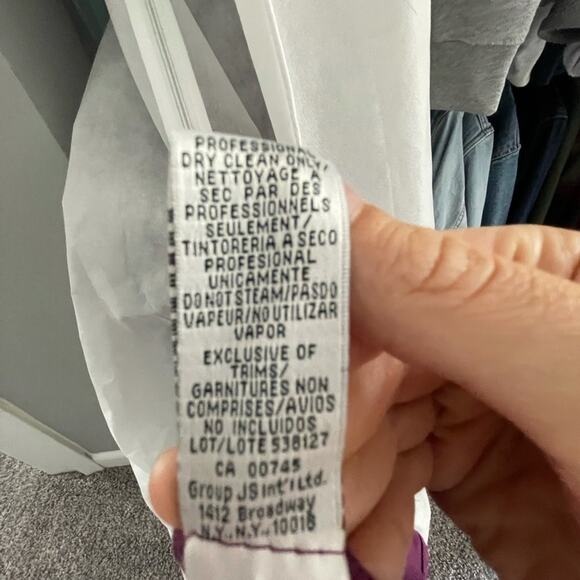 PROFESSIONAL
DRY CLEAN ONLY/
NETTOYAGE A
SEC PAR DES
PROFESSIONNELS
SEULEMENT/
TINTORERIA A SECO
PROFESIONAL
UNICAMENTE
DO NOT STEAM/PAS DO
VAPEUR/NO UTILIZAR
VAPOR
EXCLUSIVE OF
TRIMS/
GARNITURES NON
COMPRISES/AVIOS
NO INCLUIDOS
LOT/LOTE 538127
CA 00745
Group JS Int'l Ltd.
1412 Broadway
N.Y., N.Y., 10018